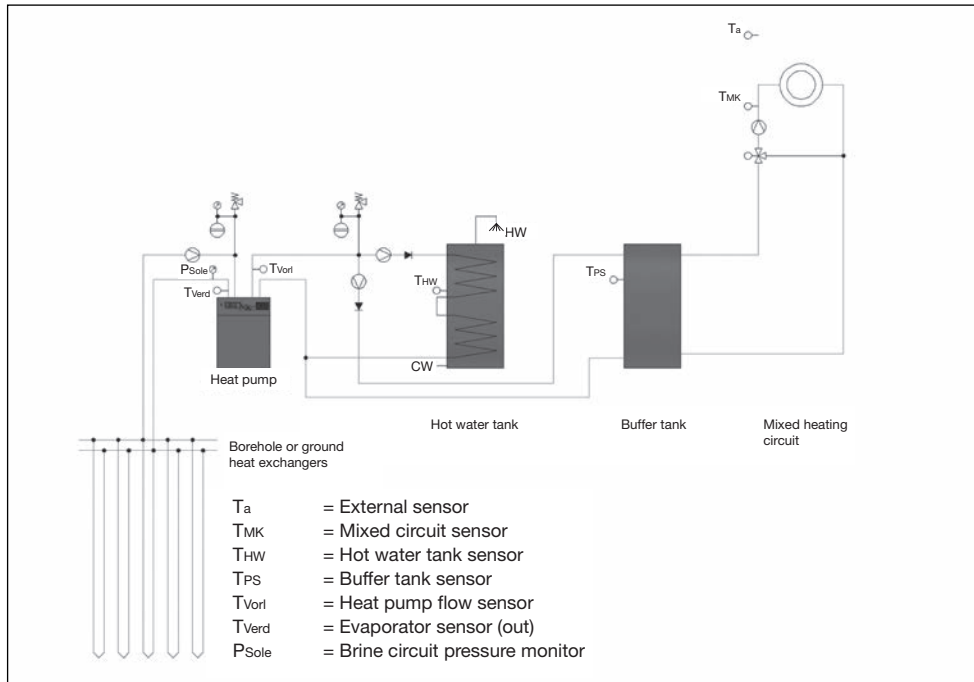 Ta
TMK
HW
PSole
TVorl
THW
TPS
TVerd
CW
Heat pump
Hot water tank
Buffer tank
Mixed heating
circuit
Borehole or ground
heat exchangers
Ta = External sensor
TMK = Mixed circuit sensor
THW = Hot water tank sensor
TPS = Buffer tank sensor
TVorl = Heat pump flow sensor
TVerd = Evaporator sensor (out)
PSole = Brine circuit pressure monitor